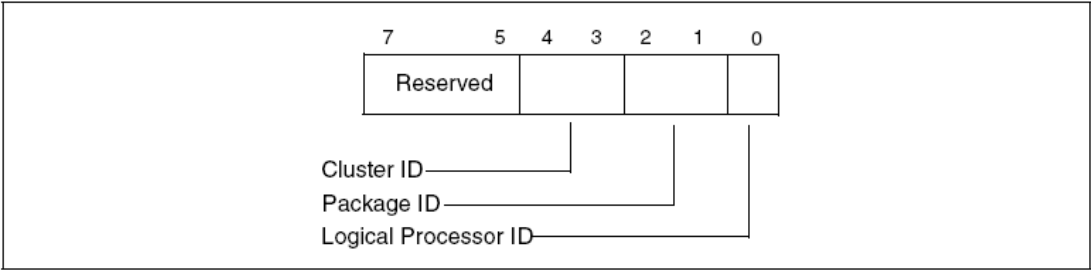 7 5 4 3 2 1 0
Reserved
Cluster ID
Package ID
Logical Processor ID